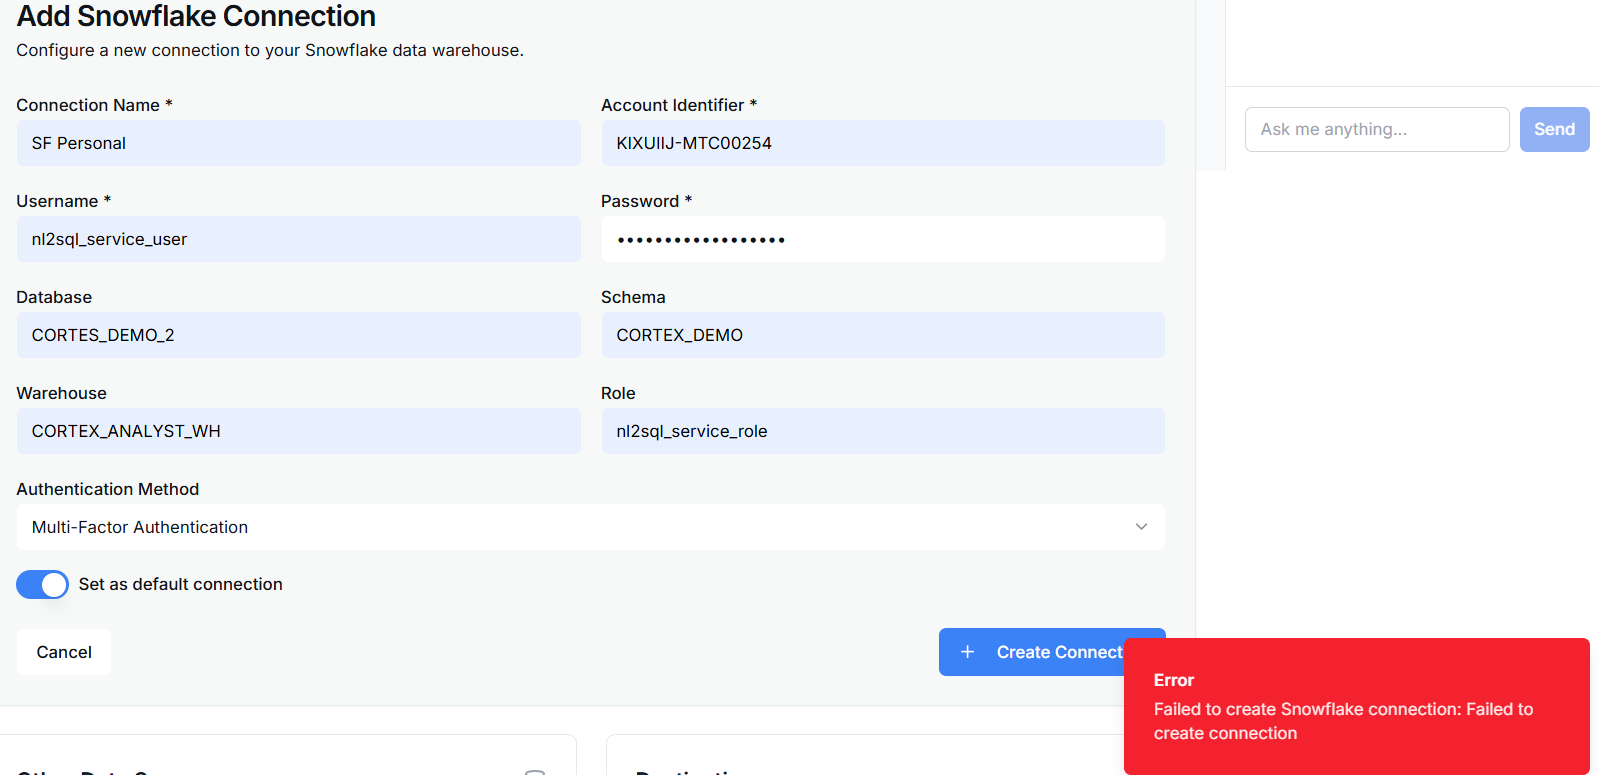 Add Snowflake Connection
Configure a new connection to your Snowflake data warehouse.
Connection Name *
Account Identifier *
SF Personal
KIXUIIJ-MTC00254
Username *
Password *
nl2sql_service_user
••••••••••••••••••
Database
Schema
CORTES_DEMO_2
CORTEX_DEMO
Warehouse
Role
CORTEX_ANALYST_WH
nl2sql_service_role
Authentication Method
Multi-Factor Authentication
Set as default connection
Cancel
+ Create Connect
Ask me anything...
Send
Error
Failed to create Snowflake connection: Failed to
create connection